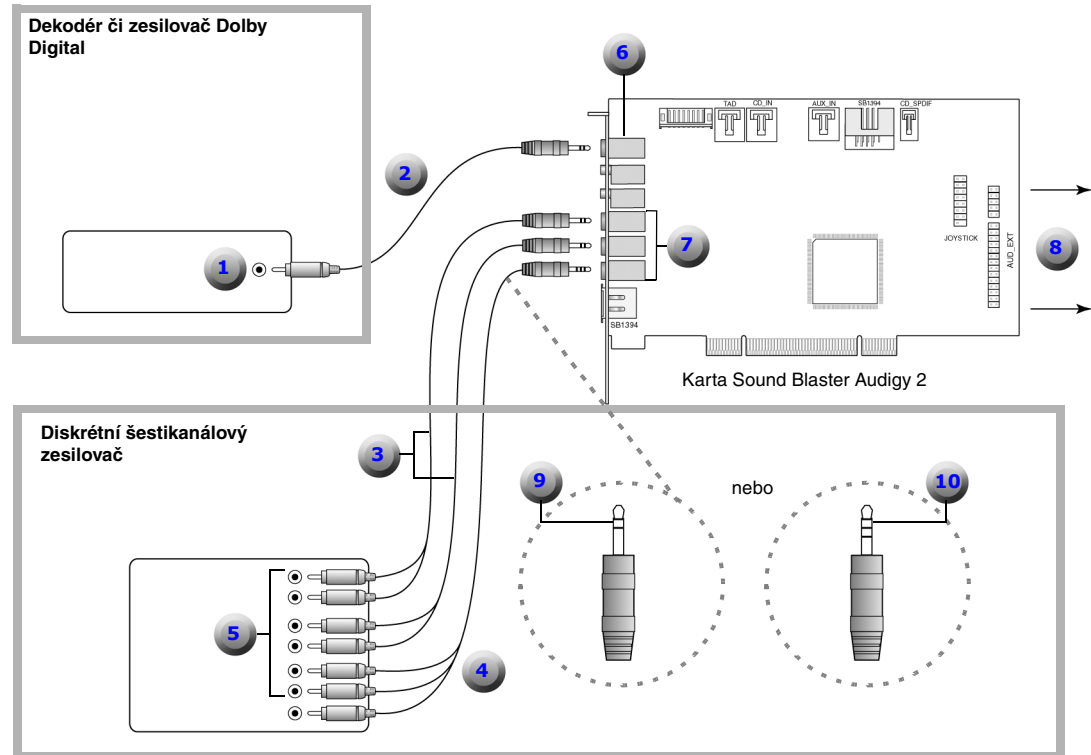 Dekodér či zesilovač Dolby
Digital
6
TAD
CD_IN
AUX_IN
SB1394
CD_SPDIF
2
1
7
JOYSTICK
AUD_EXT
8
SB1394
Karta Sound Blaster Audigy 2
Diskrétní šestikanálový
zesilovač
3
9
nebo
10
5
4